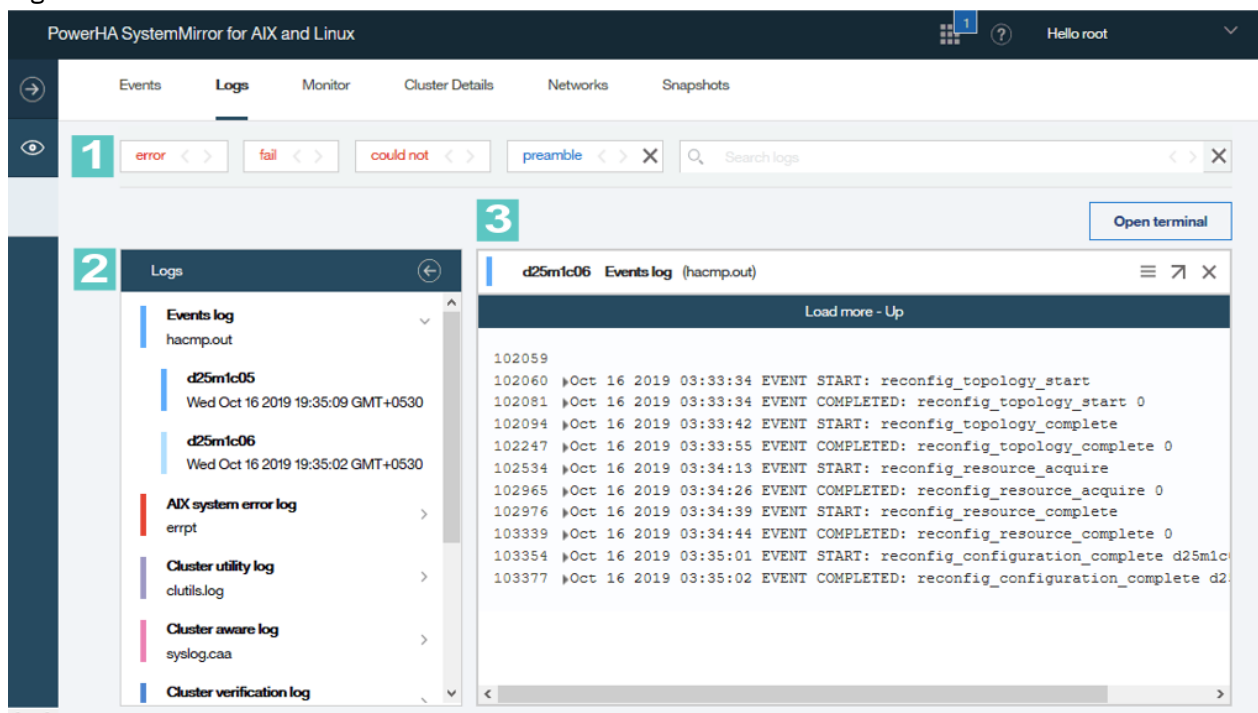 PowerHA SystemMirror for AIX and Linux
1
?
Hello root
Events Logs Monitor Cluster Details Networks Snapshots
1
error < > fail < > could not < > preamble < > X Search logs < > X
3
Open terminal
2
Logs
d25m1c06 Events log (hacmp.out)
Load more - Up
Events log
hacmp.out
d25m1c05
Wed Oct 16 2019 19:35:09 GMT+0530
d25m1c06
Wed Oct 16 2019 19:35:02 GMT+0530
AIX system error log
errpt
Cluster utility log
clutils.log
Cluster aware log
syslog.caa
Cluster verification log
102059
102060 Oct 16 2019 03:33:34 EVENT START: reconfig_topology_start
102081 Oct 16 2019 03:33:34 EVENT COMPLETED: reconfig_topology_start 0
102094 Oct 16 2019 03:33:42 EVENT START: reconfig_topology_complete
102247 Oct 16 2019 03:33:55 EVENT COMPLETED: reconfig_topology_complete 0
102534 Oct 16 2019 03:34:13 EVENT START: reconfig_resource_acquire
102965 Oct 16 2019 03:34:26 EVENT COMPLETED: reconfig_resource_acquire 0
102976 Oct 16 2019 03:34:39 EVENT START: reconfig_resource_complete
103339 Oct 16 2019 03:34:44 EVENT COMPLETED: reconfig_resource_complete 0
103354 Oct 16 2019 03:35:01 EVENT START: reconfig_configuration_complete d25m1c
103377 Oct 16 2019 03:35:02 EVENT COMPLETED: reconfig_configuration_complete d2